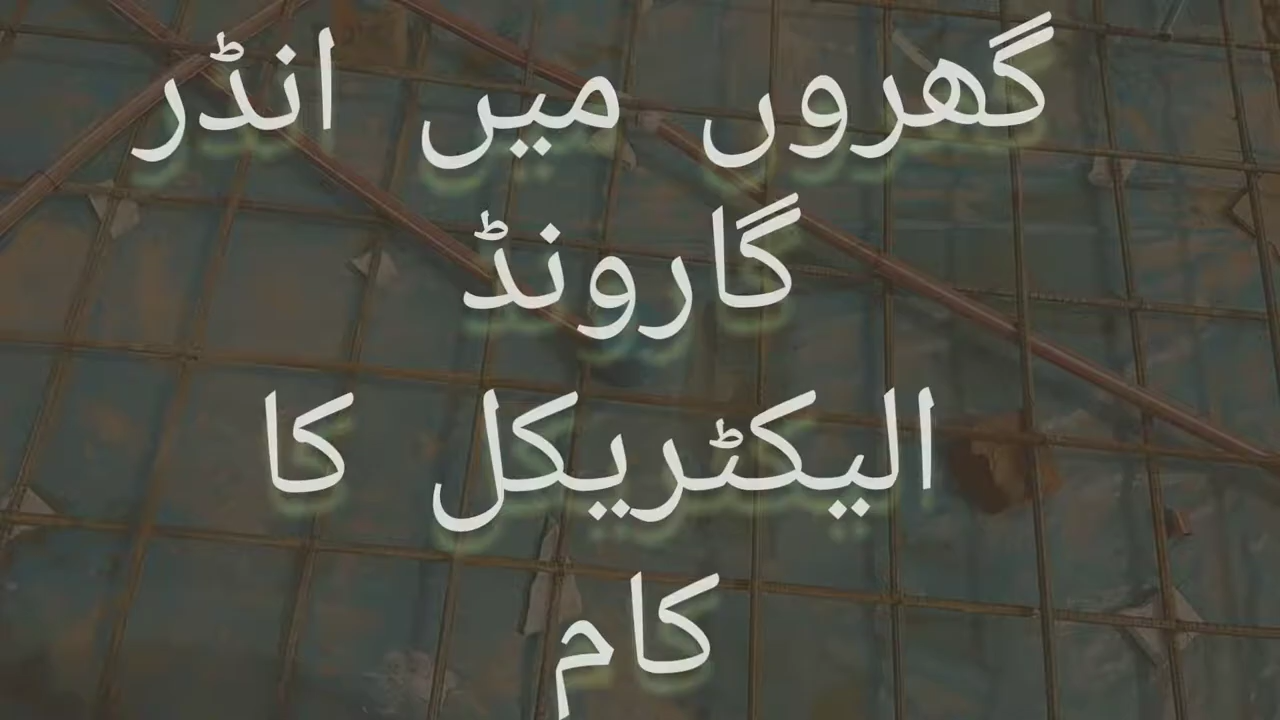 گھروں میں انڈر
گارونڈ
الیکٹریکل کا
کام